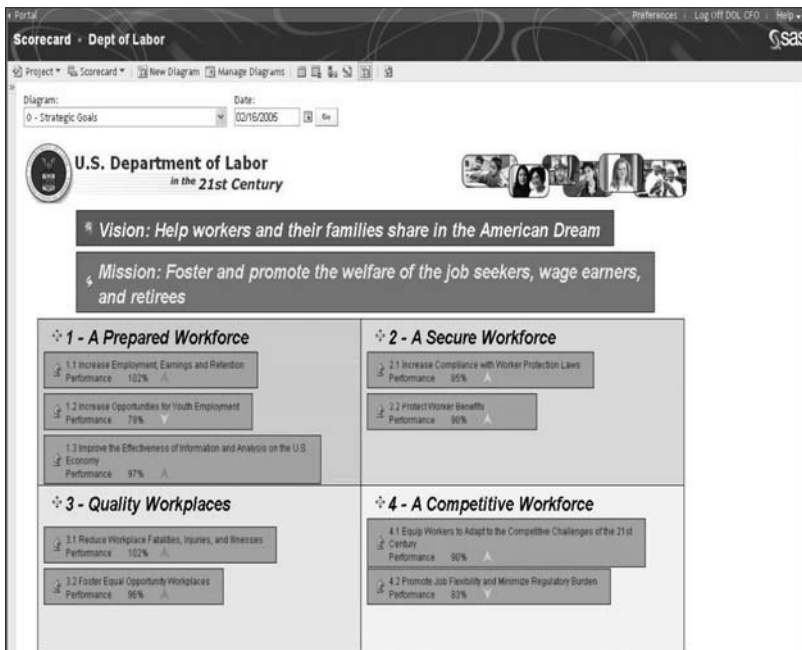 Portal
Preferences | Log Off DOL CFO | Help
Scorecard - Dept of Labor
sas
Project Scorecard New Diagram Manage Diagrams
Diagram: Date:
0 - Strategic Goals 02/16/2005 Go
U.S. Department of Labor
in the 21st Century
Vision: Help workers and their families share in the American Dream
Mission: Foster and promote the welfare of the job seekers, wage earners,
and retirees
1 - A Prepared Workforce
1.1 Increase Employment, Earnings and Retention
Performance 102%
1.2 Increase Opportunities for Youth Employment
Performance 78%
1.3 Improve the Effectiveness of Information and Analysis on the U.S
Economy
Performance 97%
2 - A Secure Workforce
2.1 Increase Compliance with Worker Protection Laws
Performance 85%
2.2 Protect Worker Benefits
Performance 90%
3 - Quality Workplaces
3.1 Reduce Workplace Fatalities, Injuries, and Illnesses
Performance 102%
3.2 Foster Equal Opportunity Workplaces
Performance 96%
4 - A Competitive Workforce
4.1 Equip Workers to Adapt to the Competitive Challenges of the 21st
Century
Performance 90%
4.2 Promote Job Flexibility and Minimize Regulatory Burden
Performance 83%